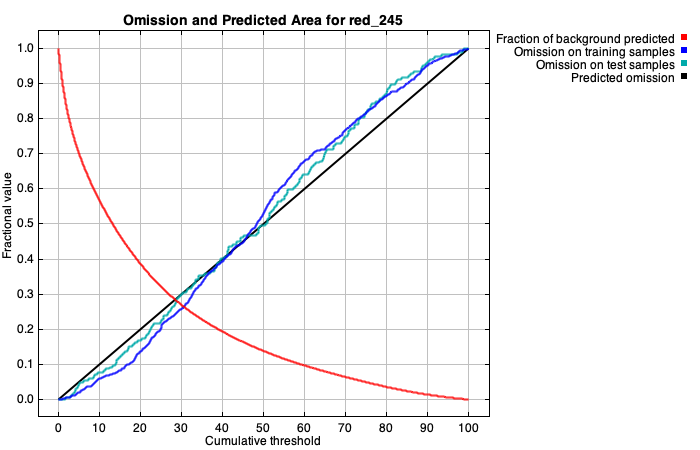 Omission and Predicted Area for red_245
Fraction of background predicted
Omission on training samples
Omission on test samples
Predicted omission
Fractional value
1.0
0.9
0.8
0.7
0.6
0.5
0.4
0.3
0.2
0.1
0.0
0 10 20 30 40 50 60 70 80 90 100
Cumulative threshold